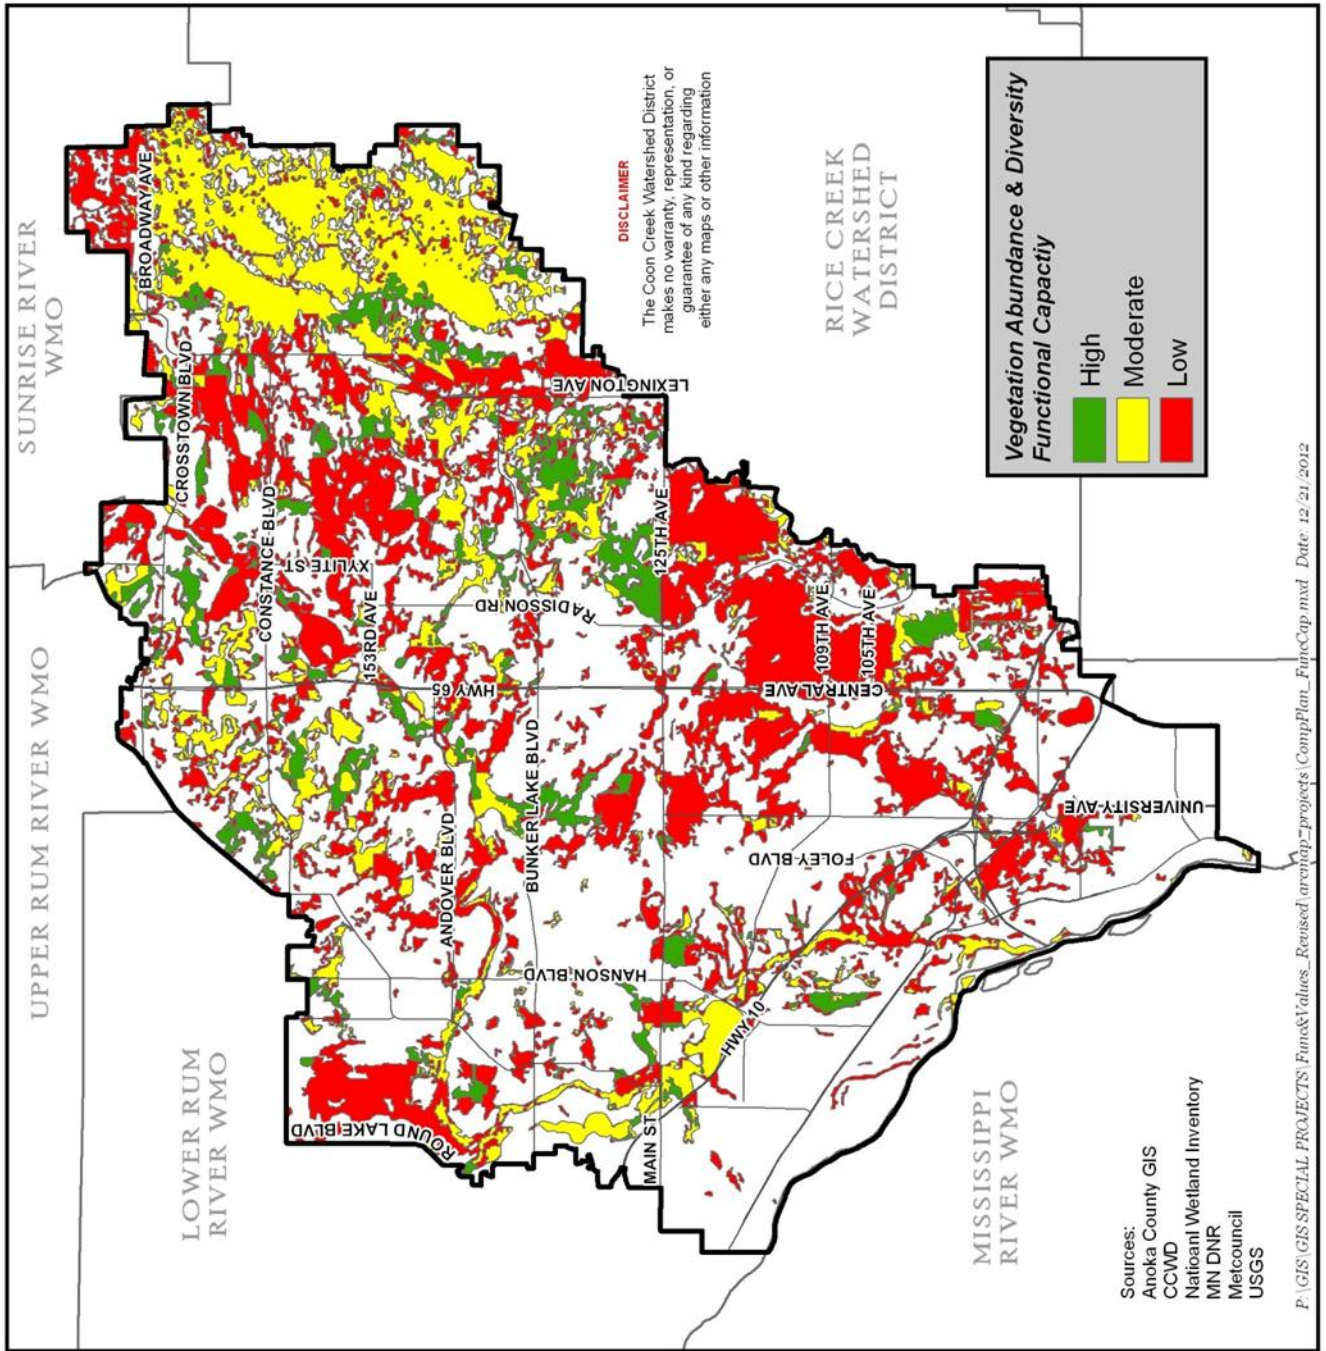 SUNRISE RIVER
WMO
UPPER RUM RIVER WMO
LOWER RUM
RIVER WMO
MISSISSIPPI
RIVER WMO
RICE CREEK
WATERSHED
DISTRICT
BROADWAY AVE
CROSSTOWN BLVD
CONSTANCE BLVD
XYLITE ST
153RD AVE
RADISSON RD
LEXINGTON AVE
HWY 65
ANDOVER BLVD
BUNKER LAKE BLVD
125TH AVE
109TH AVE
105TH AVE
CENTRAL AVE
HANSON BLVD
FOLEY BLVD
UNIVERSITY AVE
ROUND LAKE BLVD
MAIN ST
HWY 10
DISCLAIMER
The Coon Creek Watershed District
makes no warranty, representation, or
guarantee of any kind regarding
either any maps or other information
Vegetation Abundance & Diversity
Functional Capactiy
High
Moderate
Low
Sources:
Anoka County GIS
CCWD
Natioanl Wetland Inventory
MN DNR
Metcouncil
USGS
P:\GIS\GIS SPECIAL PROJECTS\Func&Values_Revised\arcmap_projects\CompPlan_FuncCap.mxd Date: 12/21/2012